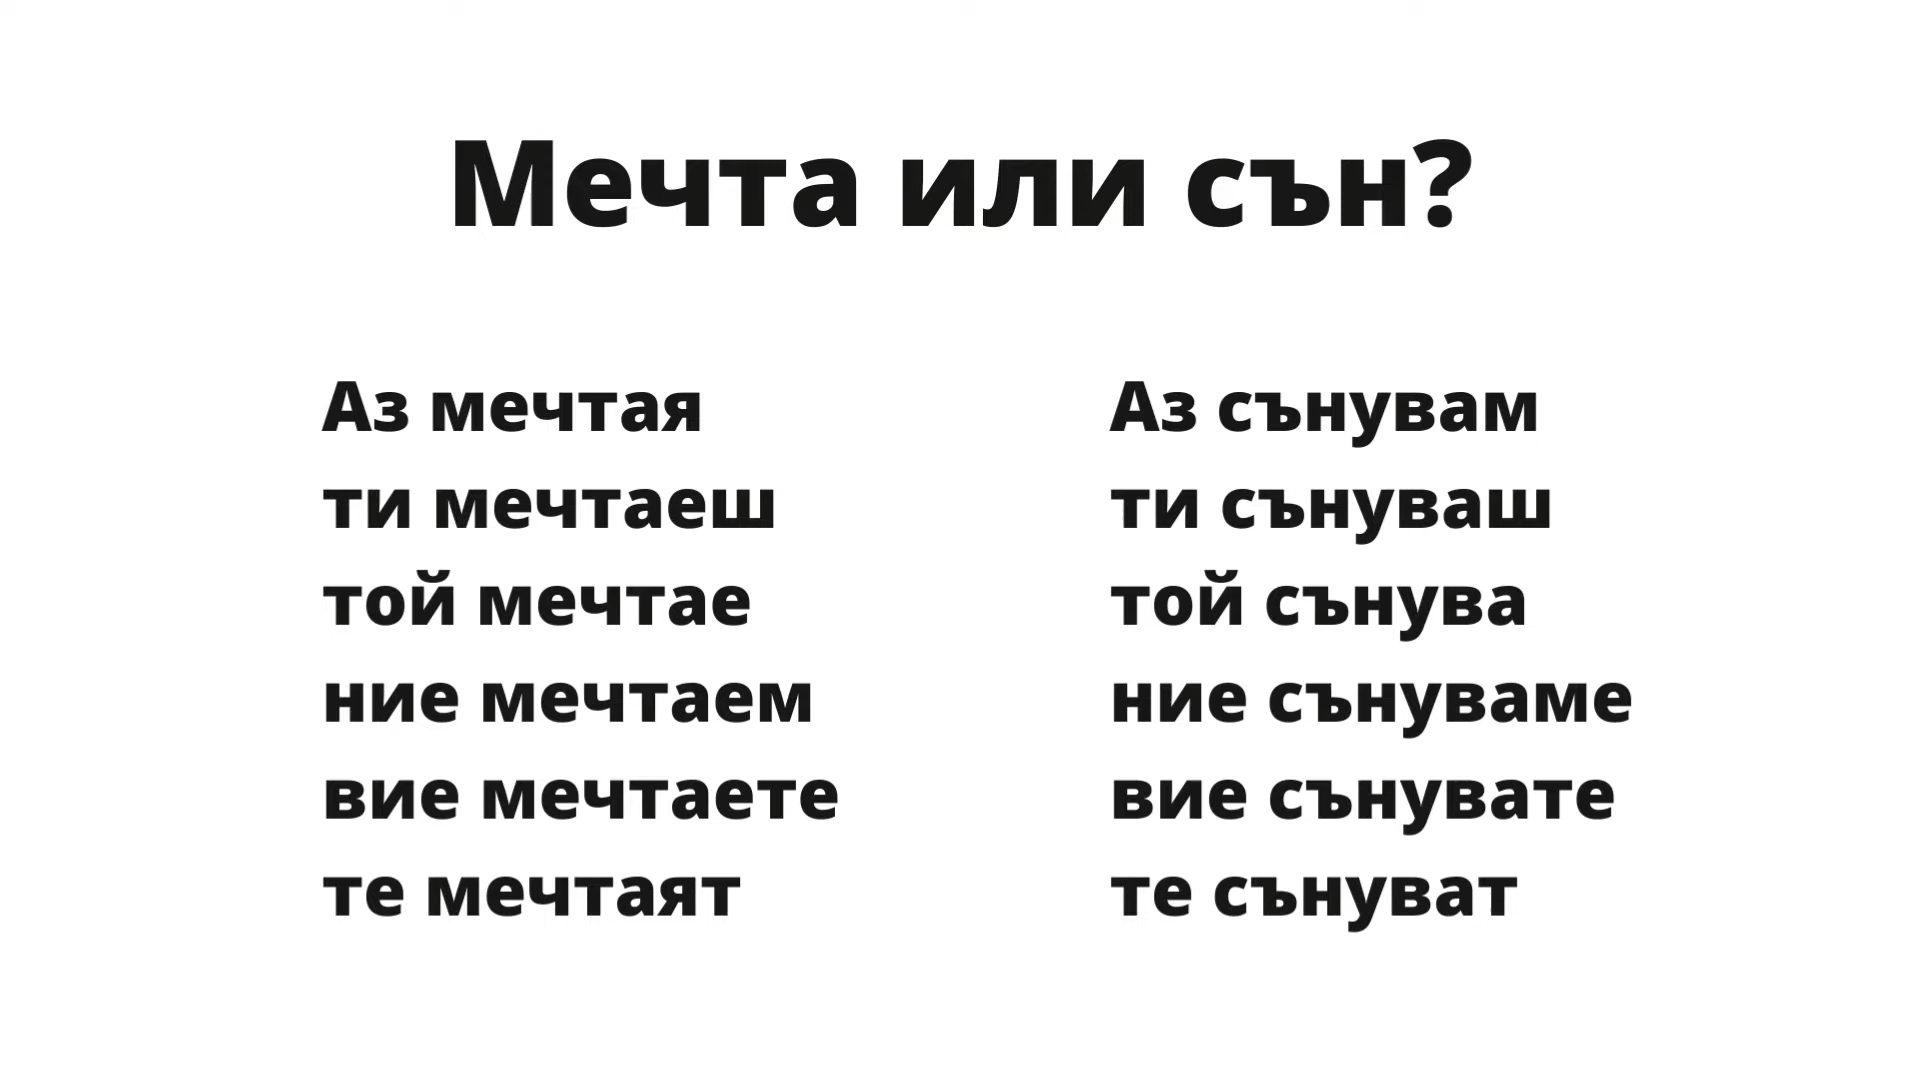 Мечта или сън?
Аз мечтая
ти мечтаеш
той мечтае
ние мечтаем
вие мечтаете
те мечтаят
Аз сънувам
ти сънуваш
той сънува
ние сънуваме
вие сънувате
те сънуват